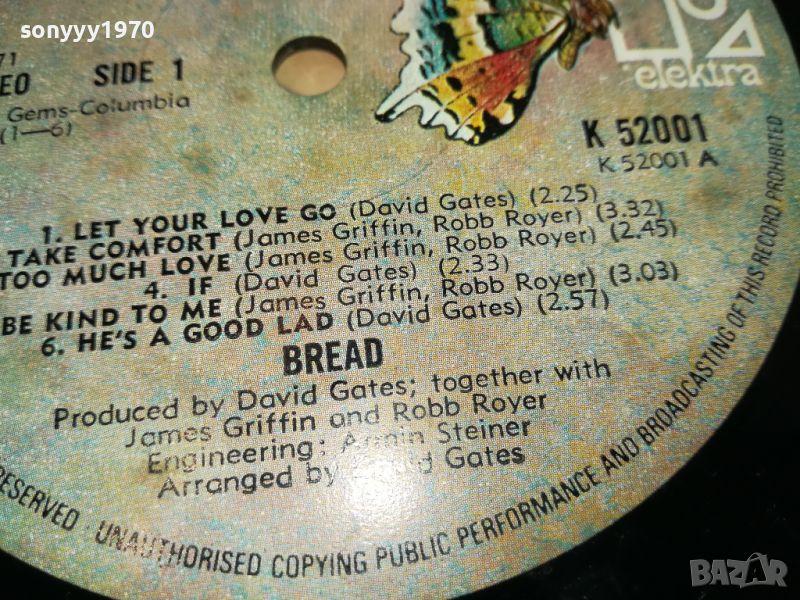 sonyyy1970
71
EO SIDE 1
Gems-Columbia
(1—6)
elektra
K 52001
K 52001 A
1. LET YOUR LOVE GO (David Gates) (2.25)
TAKE COMFORT (James Griffin, Robb Royer) (3.32)
TOO MUCH LOVE (James Griffin, Robb Royer) (2.45)
4. IF (David Gates) (2.33)
BE KIND TO ME (James Griffin, Robb Royer) (3.03)
6. HE'S A GOOD LAD (David Gates) (2.57)
BREAD
Produced by David Gates; together with
James Griffin and Robb Royer
Engineering: Armin Steiner
Arranged by David Gates
RESERVED · UNAUTHORISED COPYING PUBLIC PERFORMANCE AND BROADCASTING OF THIS RECORD PROHIBITED
BAZAR